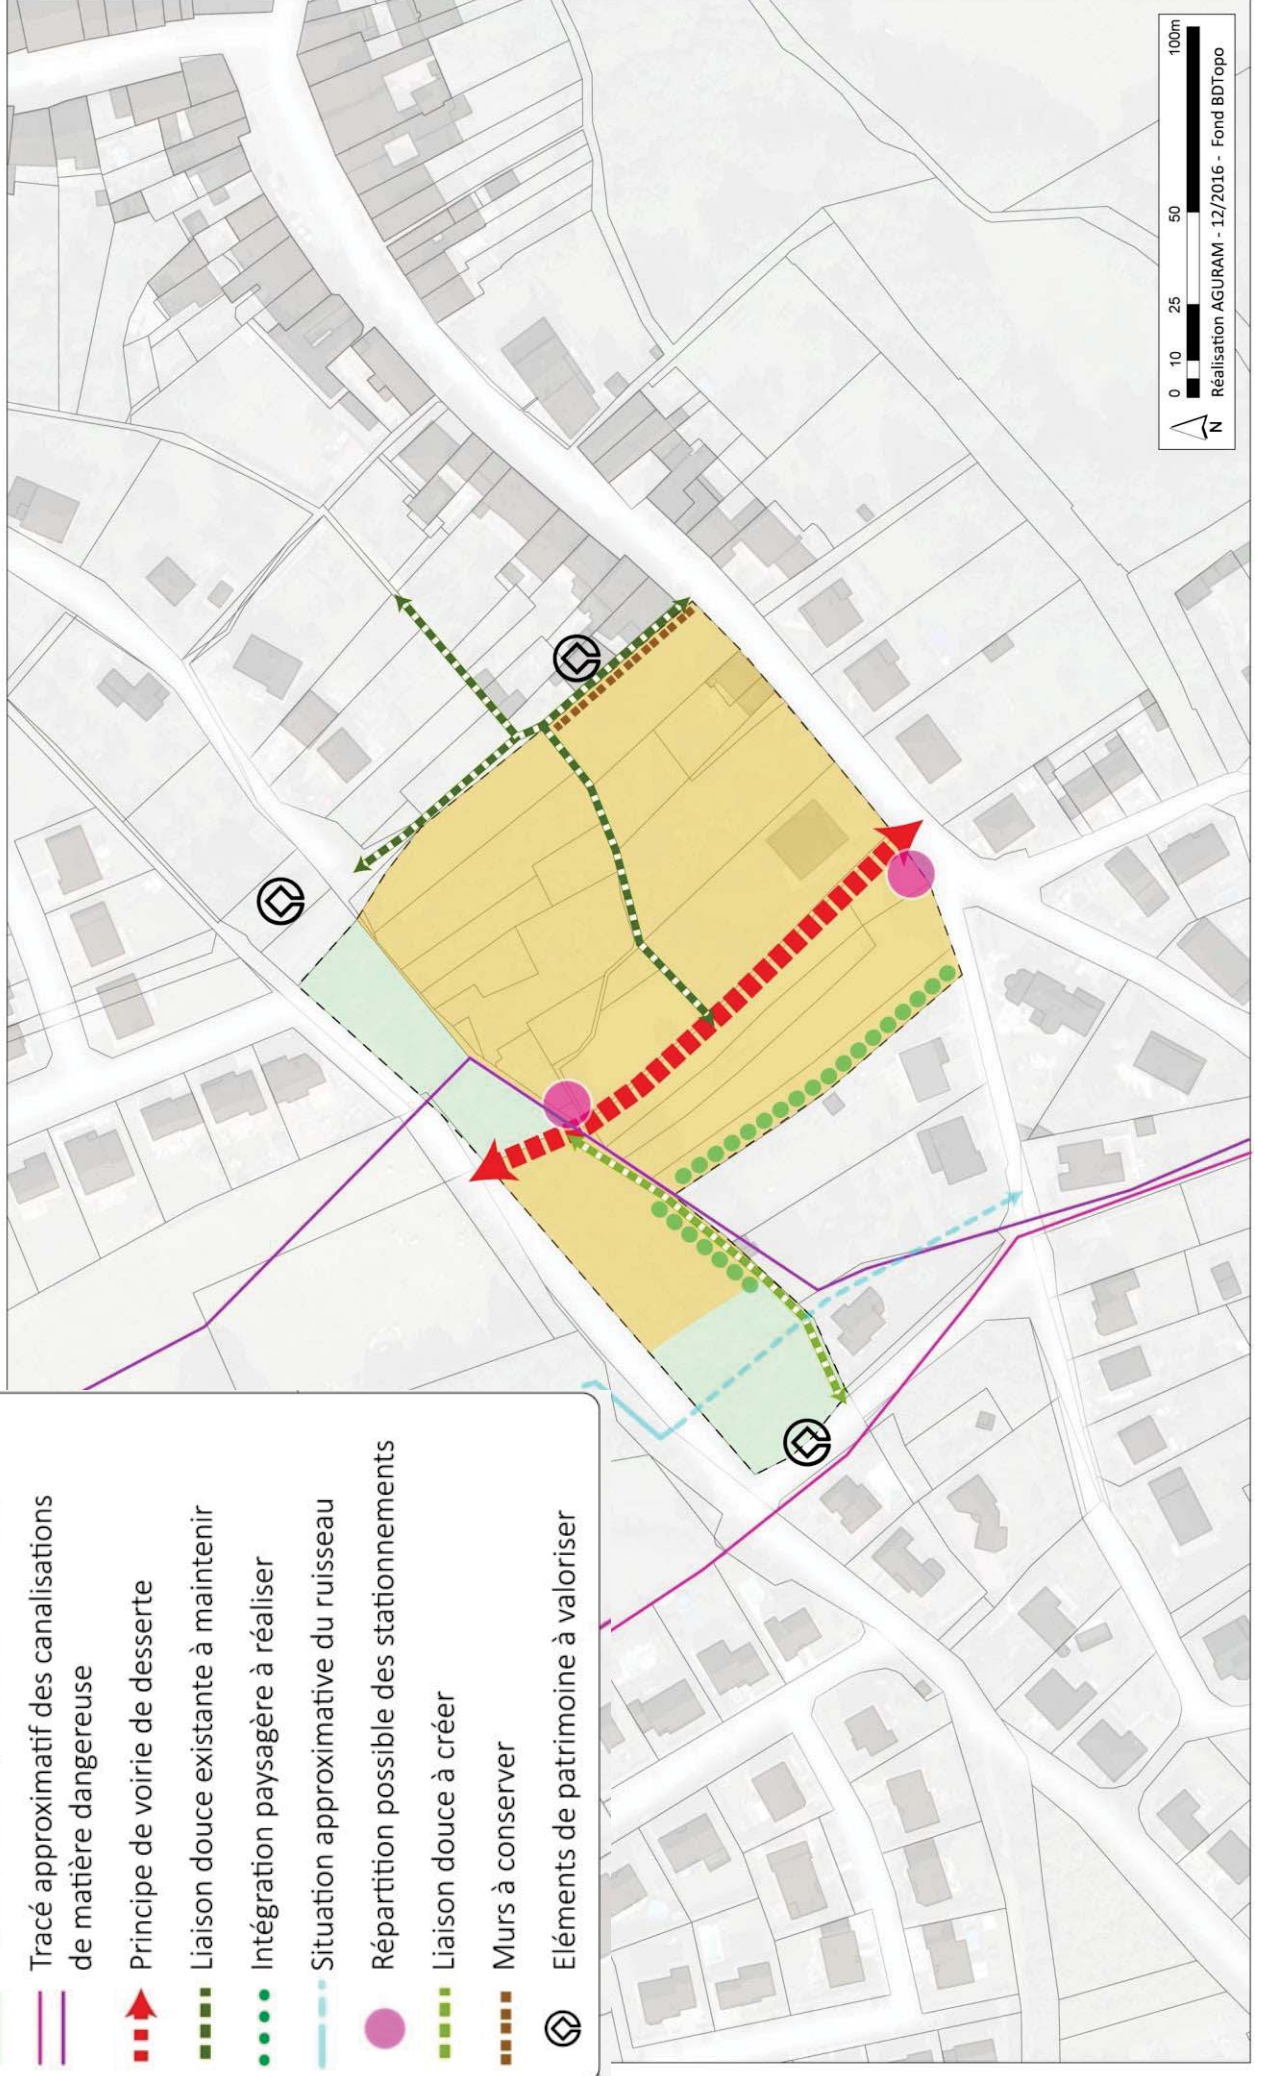 Tracé approximatif des canalisations
de matière dangereuse
Principe de voirie de desserte
Liaison douce existante à maintenir
Intégration paysagère à réaliser
Situation approximative du ruisseau
Répartition possible des stationnements
Liaison douce à créer
Murs à conserver
Eléments de patrimoine à valoriser
N
0 10 25 50 100m
Réalisation AGURAM - 12/2016 - Fond BDTopo